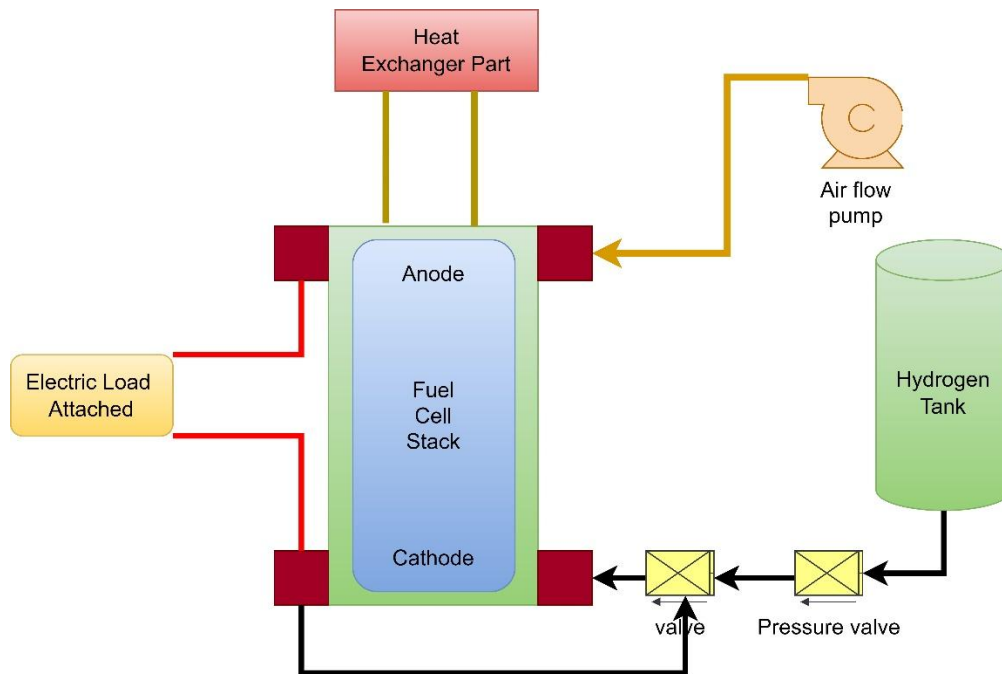 Heat
Exchanger Part
Air flow
pump
Anode
Hydrogen
Tank
Electric Load
Attached
Fuel
Cell
Stack
Cathode
valve
Pressure valve